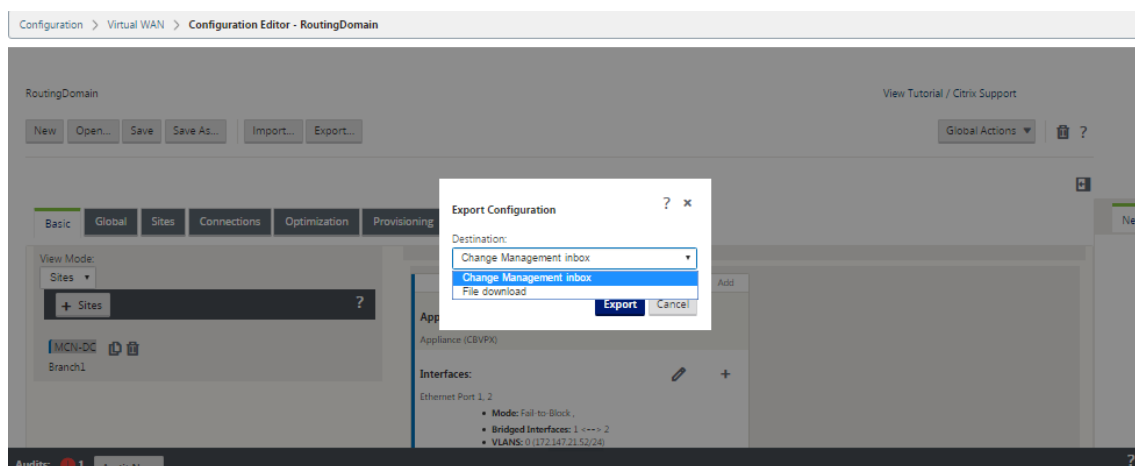 Configuration > Virtual WAN > Configuration Editor - RoutingDomain
RoutingDomain
View Tutorial / Citrix Support
New Open... Save Save As... Import... Export...
Global Actions ▼ ?
Basic Global Sites Connections Optimization Provisioning
Ne
View Mode:
Sites ▼
+ Sites ?
MCN-DC
Branch1
Export Configuration ? ×
Destination:
Change Management inbox ▼
Change Management inbox
File download
Export Cancel
Add
App
Appliance (CBVPX)
Interfaces: +
Ethernet Port 1, 2
• Mode: Fail-to-Block ,
• Bridged Interfaces: 1 <--> 2
• VLANS: 0 (172.147.21.52/24)
Audits: 1 ?